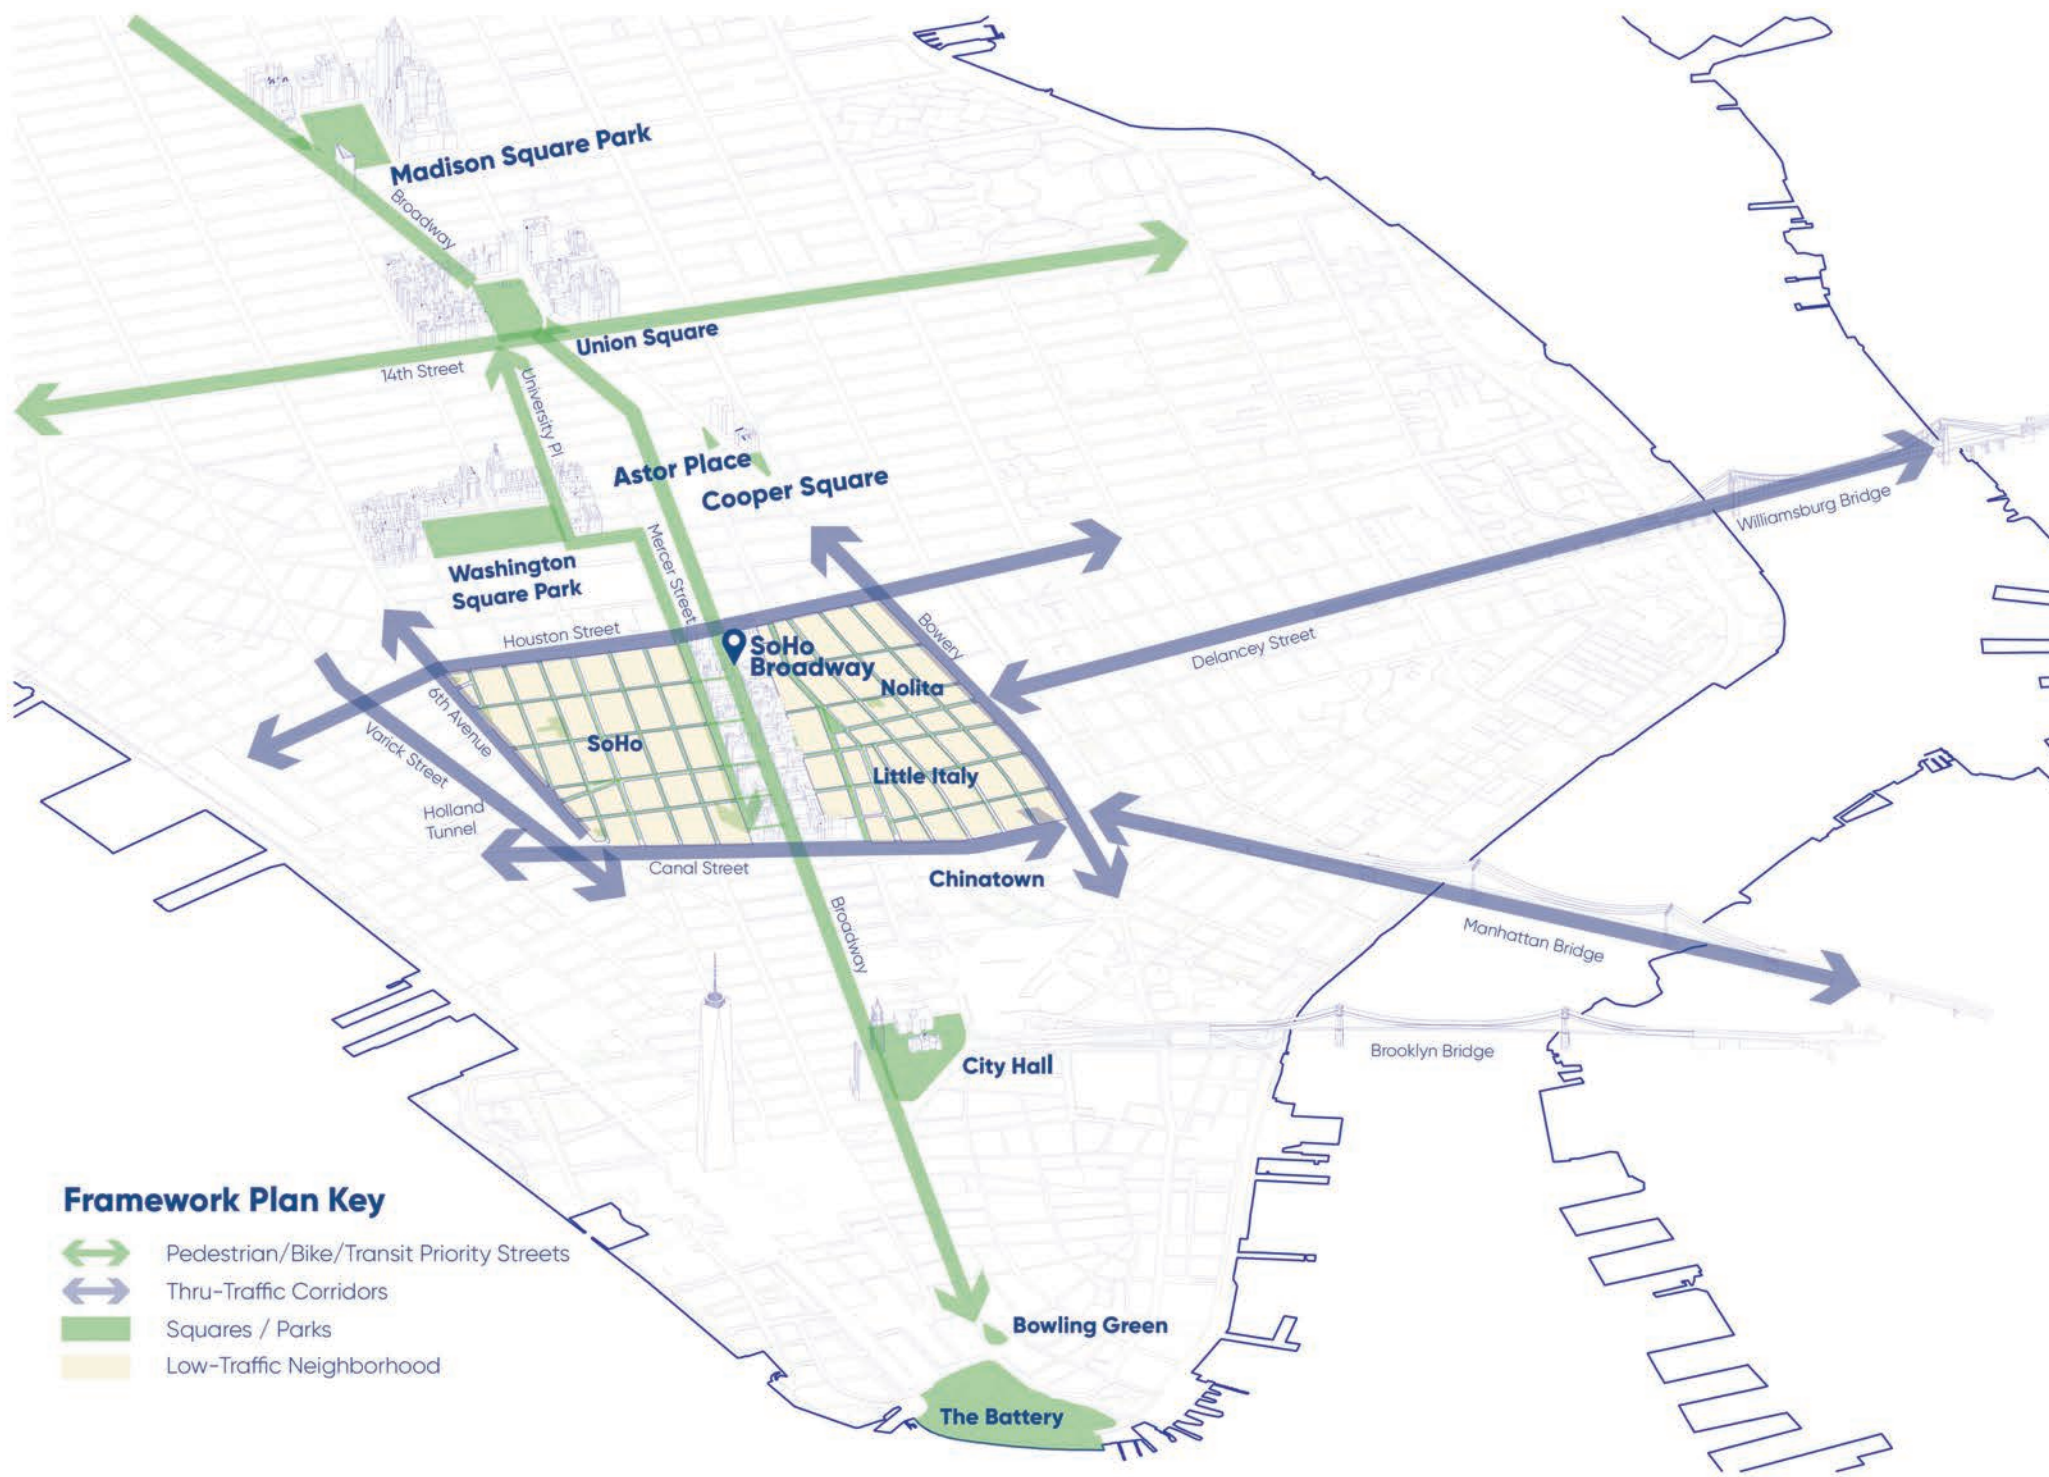 Madison Square Park
Broadway
Union Square
14th Street
University Pl
Astor Place
Cooper Square
Williamsburg Bridge
Washington
Square Park
Mercer Street
Houston Street
Bowery
Delancey Street
SoHo
Broadway
Nolita
6th Avenue
Varick Street
SoHo
Little Italy
Holland
Tunnel
Canal Street
Chinatown
Broadway
Manhattan Bridge
Brooklyn Bridge
City Hall
Framework Plan Key
Pedestrian/Bike/Transit Priority Streets
Thru-Traffic Corridors
Squares / Parks
Low-Traffic Neighborhood
Bowling Green
The Battery